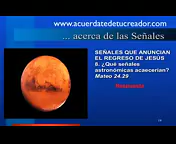 www.acuerdatedetucreador.com
... acerca de las Señales
SEÑALES QUE ANUNCIAN
EL REGRESO DE JESÚS
8. ¿Qué señales
astronómicas acaecerían?
Mateo 24.29
Respuesta